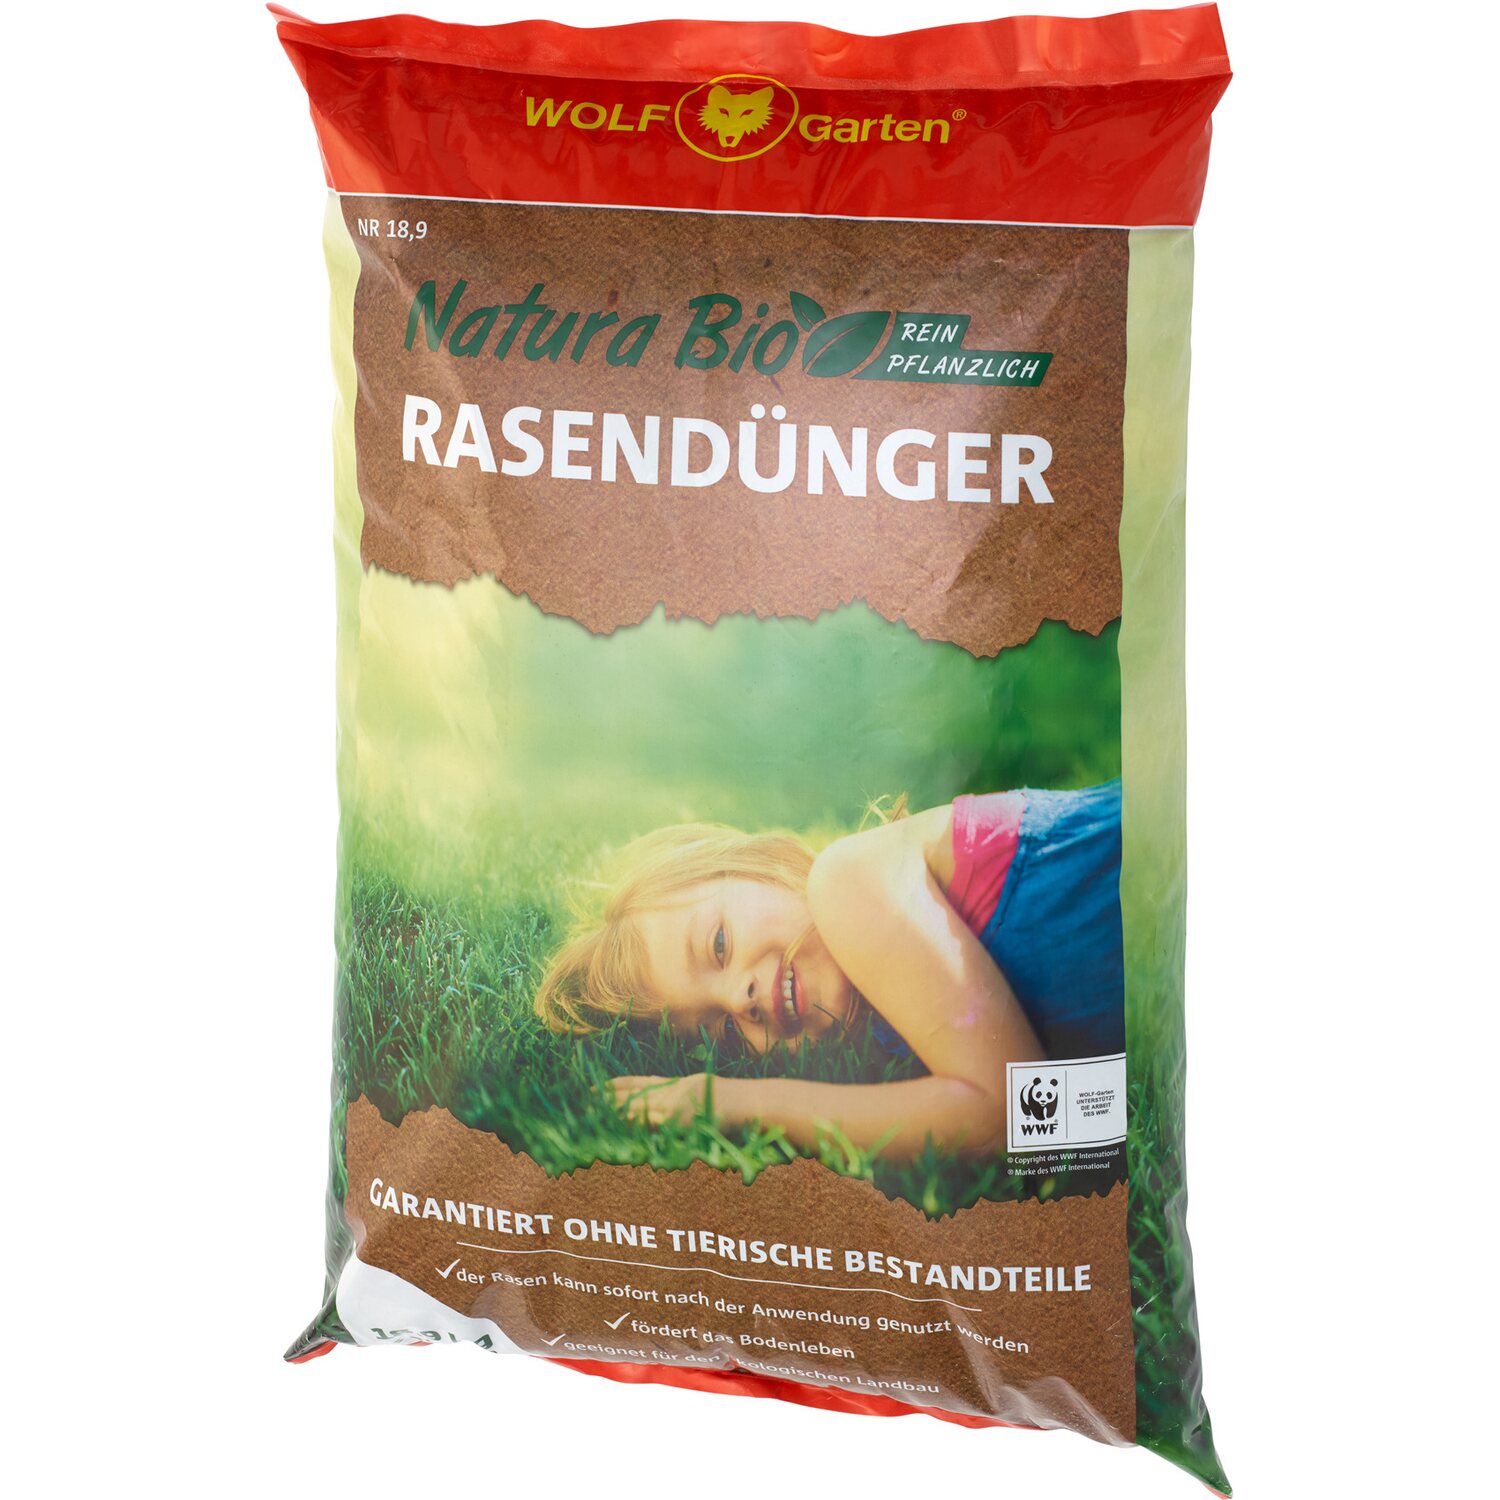 WOLF Garten®
NR 18,9
Natura Bio
REIN
PFLANZLICH
RASENDÜNGER
WWF
WOLF-Garten
UNTERSTÜTZT
DIE ARBEIT
DES WWF.
© Copyright des WWF International
® Marke des WWF International
GARANTIERT OHNE TIERISCHE BESTANDTEILE
✓der Rasen kann sofort nach der Anwendung genutzt werden
✓fördert das Bodenleben
✓geeignet für den ökologischen Landbau